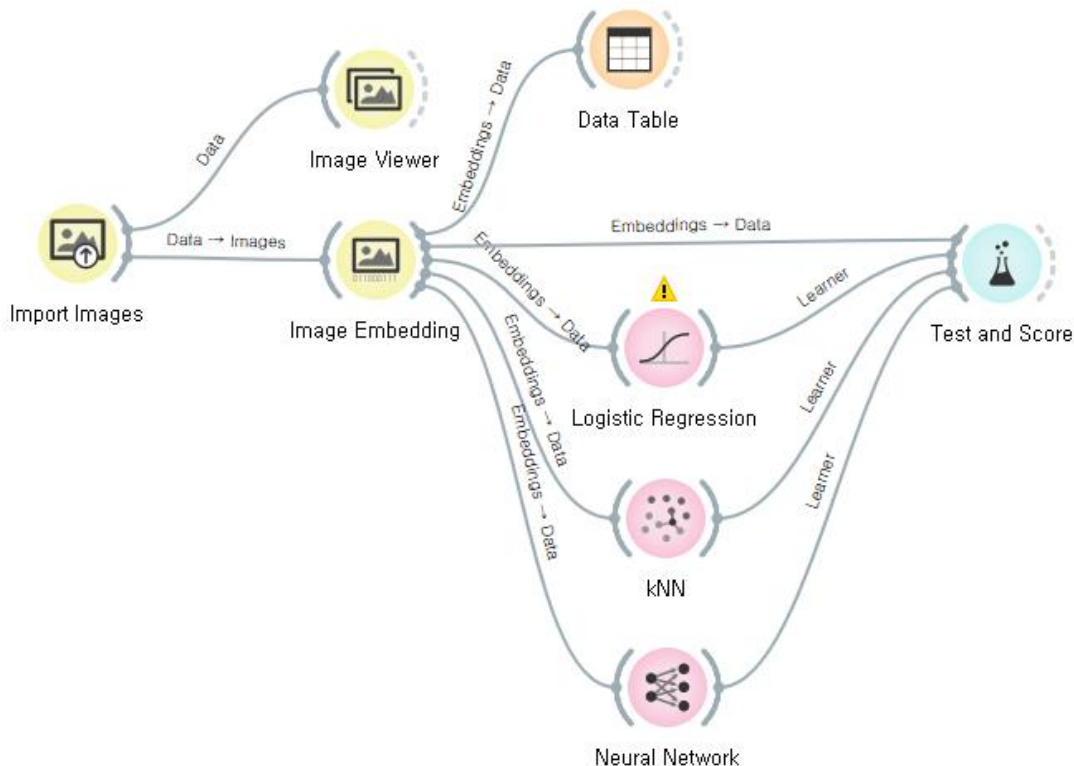 Data Table
Data
Embeddings → Data
Image Viewer
Data → Images
Embeddings → Data
Import Images
Image Embedding
Embeddings → Data
Learner
Test and Score
Logistic Regression
Embeddings → Data
Learner
Embeddings → Data
Learner
kNN
Neural Network
011000111